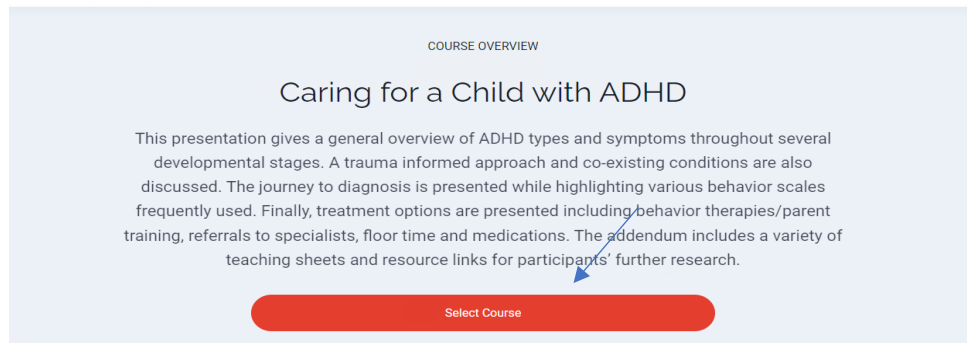 COURSE OVERVIEW
Caring for a Child with ADHD
This presentation gives a general overview of ADHD types and symptoms throughout several
developmental stages. A trauma informed approach and co-existing conditions are also
discussed. The journey to diagnosis is presented while highlighting various behavior scales
frequently used. Finally, treatment options are presented including behavior therapies/parent
training, referrals to specialists, floor time and medications. The addendum includes a variety of
teaching sheets and resource links for participants’ further research.
Select Course